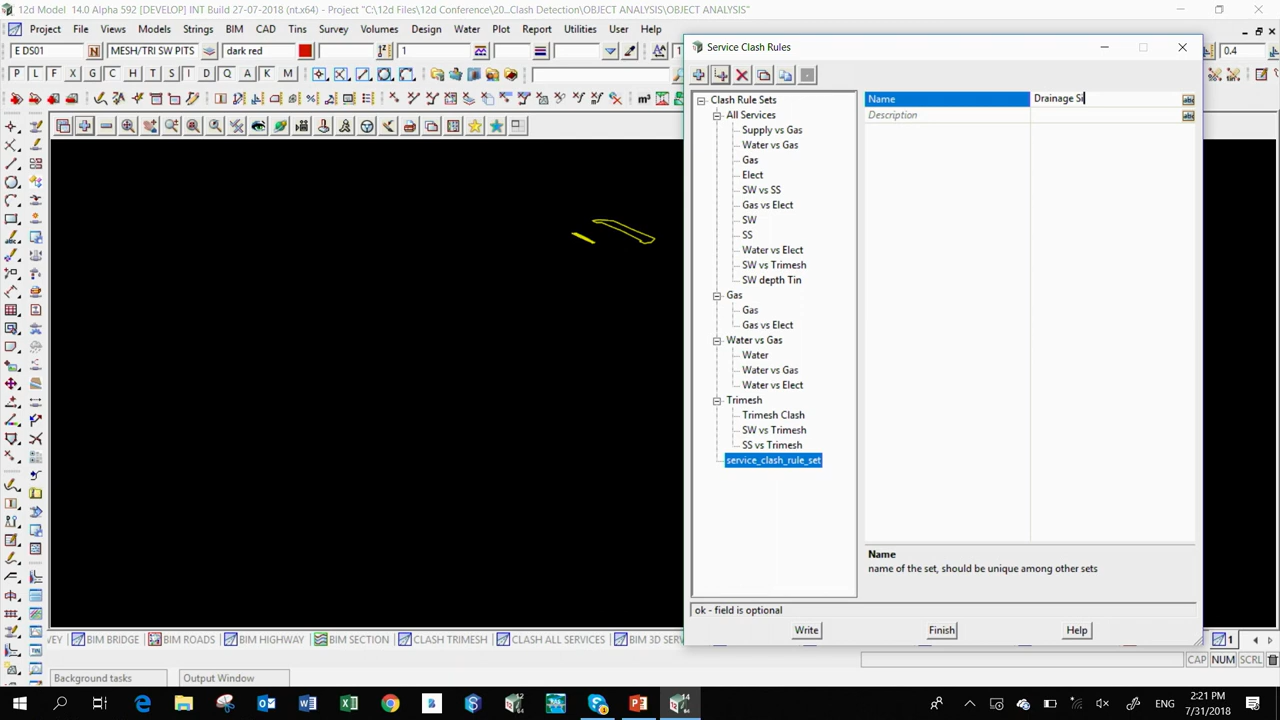 12d Model 14.0 Alpha 592 [DEVELOP] INT Build 27-07-2018 (nt.x64) - Project "C:\12d Files\12d Conference\20...Clash Detection\OBJECT ANALYSIS\OBJECT ANALYSIS"
Project File Edit Views Models Strings BIM CAD Tins Survey Volumes Design Water Plot Report Utilities User Help
E DS01 N MESH/TRI SW PITS dark red 1 0.4
P L F X G C H T S I D Q A K M
Service Clash Rules
Clash Rule Sets
All Services
Supply vs Gas
Water vs Gas
Gas
Elect
SW vs SS
Gas vs Elect
SW
SS
Water vs Elect
SW vs Trimesh
SW depth Tin
Gas
Gas
Gas vs Elect
Water vs Gas
Water
Water vs Gas
Water vs Elect
Trimesh
Trimesh Clash
SW vs Trimesh
SS vs Trimesh
service_clash_rule_set
Name Drainage Si
Description
Name
name of the set, should be unique among other sets
ok - field is optional
Write Finish Help
VEY BIM BRIDGE BIM ROADS BIM HIGHWAY BIM SECTION CLASH TRIMESH CLASH ALL SERVICES BIM 3D SERV 1
CAP NUM SCRL
Background tasks Output Window
ENG 2:21 PM
7/31/2018